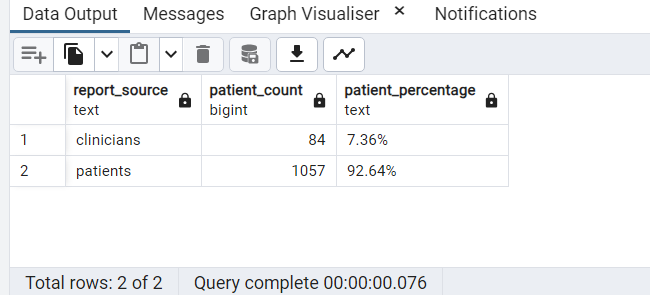 Data Output Messages Graph Visualiser × Notifications
report_source patient_count patient_percentage
text bigint text
1 clinicians 84 7.36%
2 patients 1057 92.64%
Total rows: 2 of 2 Query complete 00:00:00.076